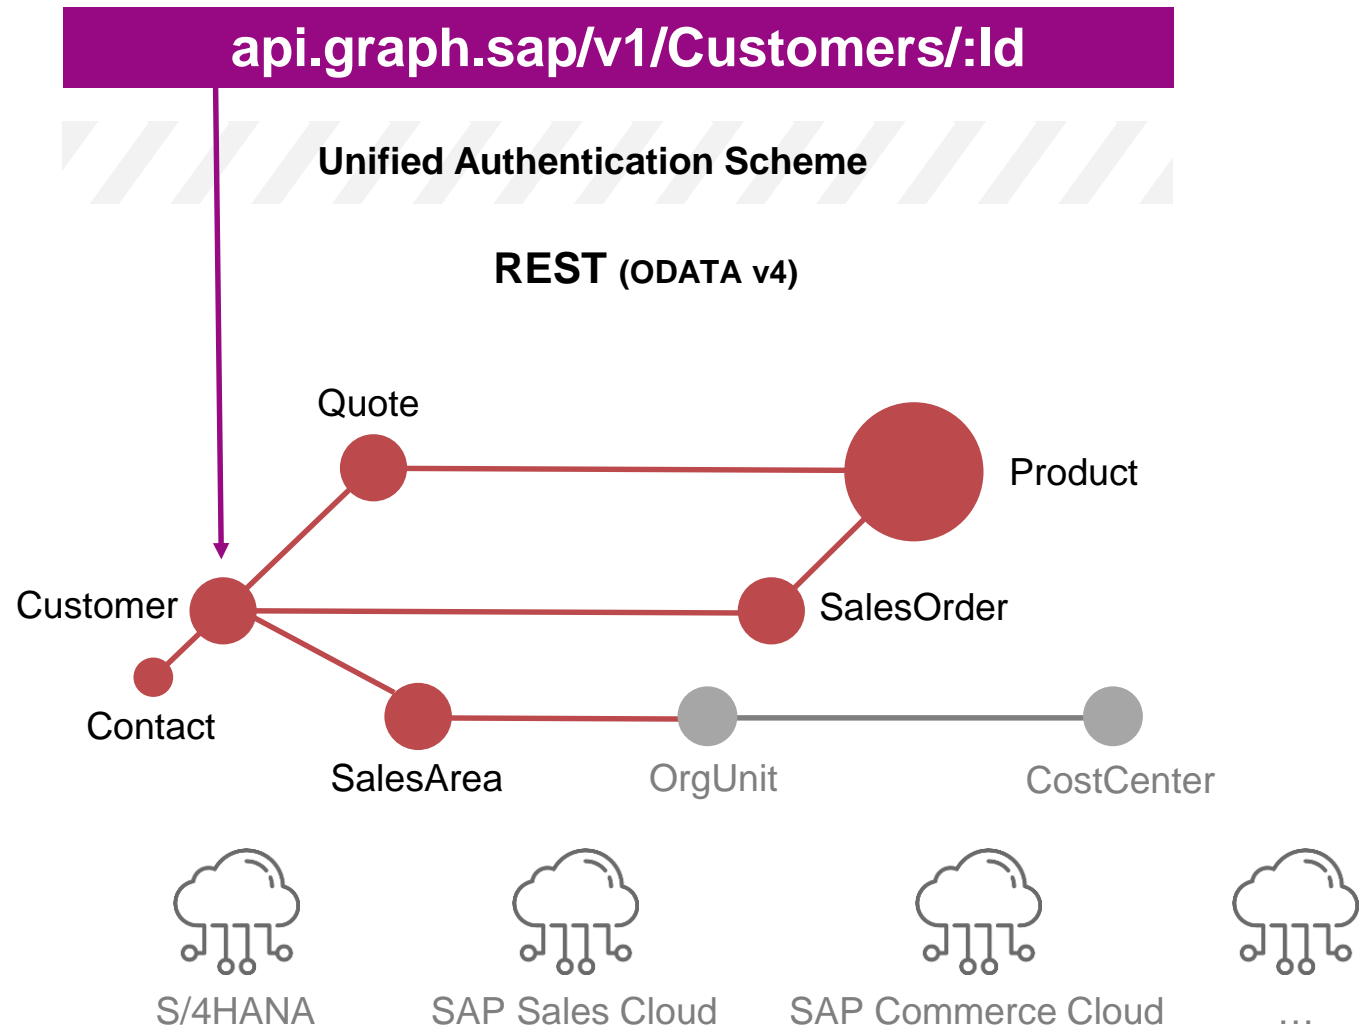 api.graph.sap/v1/Customers/:Id
Unified Authentication Scheme
REST (ODATA v4)
Quote
Product
Customer
SalesOrder
Contact
SalesArea
OrgUnit
CostCenter
S/4HANA
SAP Sales Cloud
SAP Commerce Cloud
…